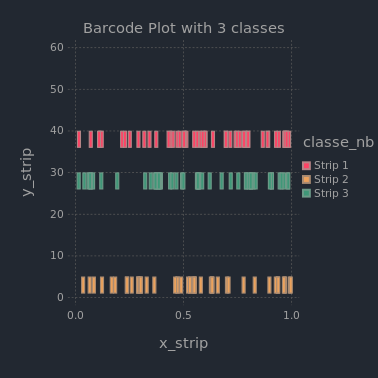 Barcode Plot with 3 classes
60
50
40
30
20
10
0
0.0
0.5
1.0
x_strip
y_strip
classe_nb
Strip 1
Strip 2
Strip 3